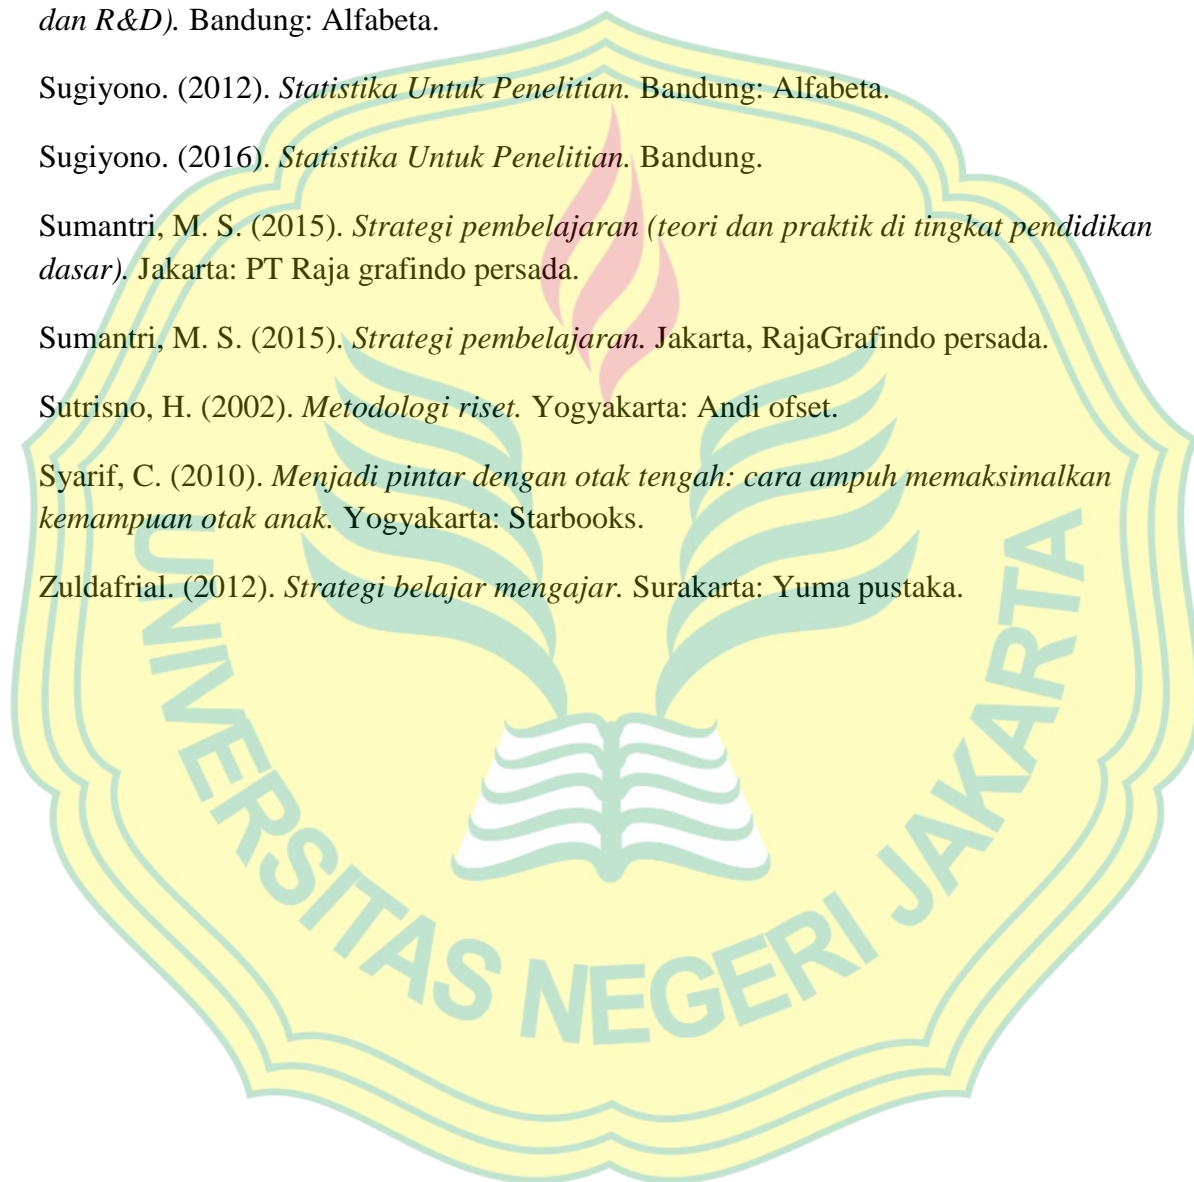 dan R&D). Bandung: Alfabeta.
Sugiyono. (2012). Statistika Untuk Penelitian. Bandung: Alfabeta.
Sugiyono. (2016). Statistika Untuk Penelitian. Bandung.
Sumantri, M. S. (2015). Strategi pembelajaran (teori dan praktik di tingkat pendidikan
dasar). Jakarta: PT Raja grafindo persada.
Sumantri, M. S. (2015). Strategi pembelajaran. Jakarta, RajaGrafindo persada.
Sutrisno, H. (2002). Metodologi riset. Yogyakarta: Andi ofset.
Syarif, C. (2010). Menjadi pintar dengan otak tengah: cara ampuh memaksimalkan
kemampuan otak anak. Yogyakarta: Starbooks.
Zuldafrial. (2012). Strategi belajar mengajar. Surakarta: Yuma pustaka.
UNIVERSITAS NEGERI JAKARTA